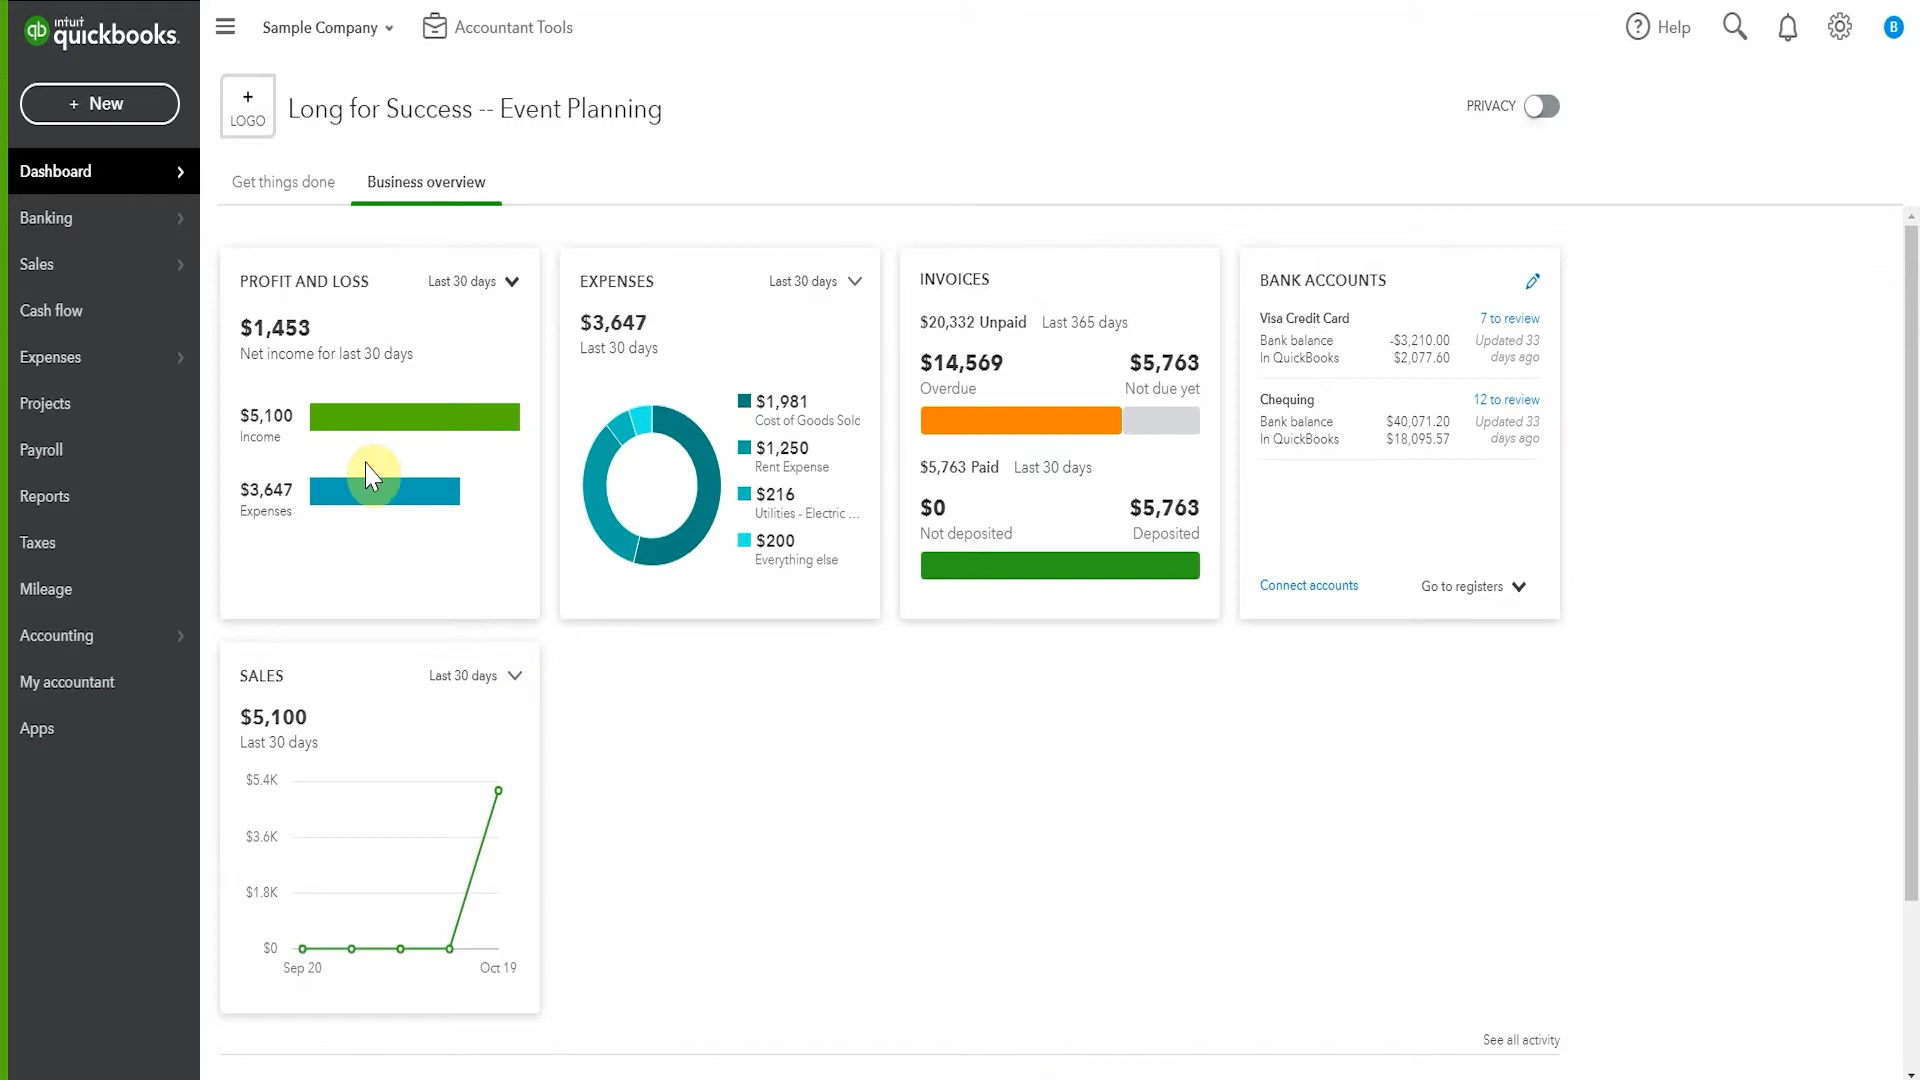 intuit
quickbooks.
+ New
Dashboard
Banking
Sales
Cash flow
Expenses
Projects
Payroll
Reports
Taxes
Mileage
Accounting
My accountant
Apps
Sample Company
Accountant Tools
? Help
B
+
LOGO
Long for Success -- Event Planning
PRIVACY
Get things done
Business overview
PROFIT AND LOSS
Last 30 days
$1,453
Net income for last 30 days
$5,100
Income
$3,647
Expenses
EXPENSES
Last 30 days
$3,647
Last 30 days
$1,981
Cost of Goods Solc
$1,250
Rent Expense
$216
Utilities - Electric ...
$200
Everything else
INVOICES
$20,332 Unpaid Last 365 days
$14,569 $5,763
Overdue Not due yet
$5,763 Paid Last 30 days
$0 $5,763
Not deposited Deposited
BANK ACCOUNTS
Visa Credit Card 7 to review
Bank balance -$3,210.00 Updated 33
In QuickBooks $2,077.60 days ago
Chequing 12 to review
Bank balance $40,071.20 Updated 33
In QuickBooks $18,095.57 days ago
Connect accounts Go to registers
SALES
Last 30 days
$5,100
Last 30 days
$5.4K
$3.6K
$1.8K
$0
Sep 20 Oct 19
See all activity